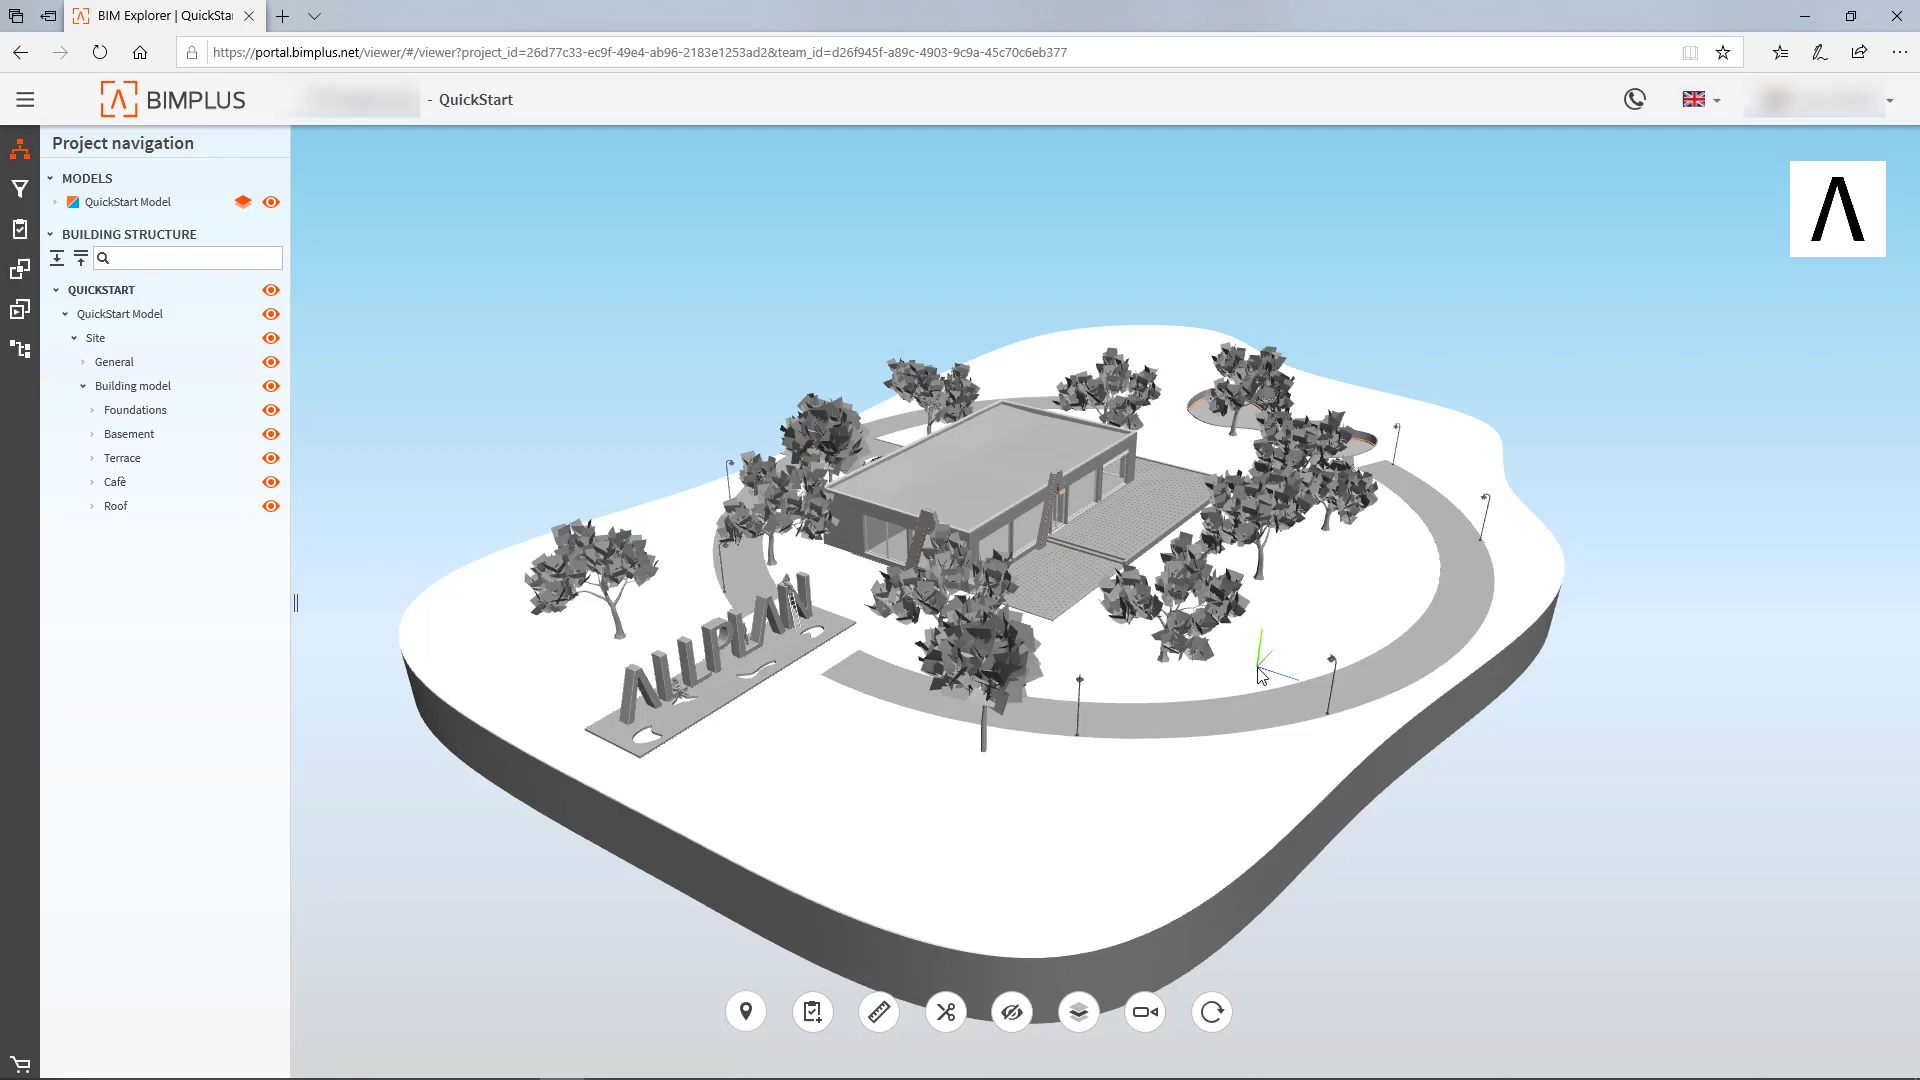 BIM Explorer | QuickStar
https://portal.bimplus.net/viewer/#/viewer?project_id=26d77c33-ec9f-49e4-ab96-2183e1253ad2&team_id=d26f945f-a89c-4903-9c9a-45c70c6eb377
BIMPLUS
- QuickStart
Project navigation
MODELS
QuickStart Model
BUILDING STRUCTURE
QUICKSTART
QuickStart Model
Site
General
Building model
Foundations
Basement
Terrace
Cafè
Roof
ALLPLAN